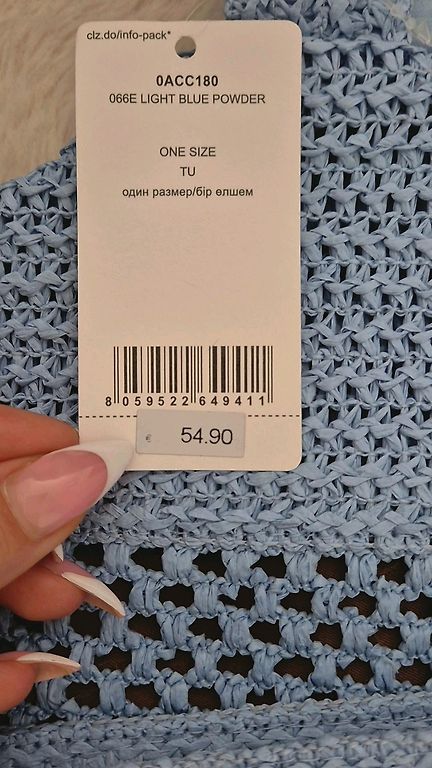 clz.do/info-pack*
0ACC180
066E LIGHT BLUE POWDER
ONE SIZE
TU
один размер/бір өлшем
8 059522 649411
€ 54.90